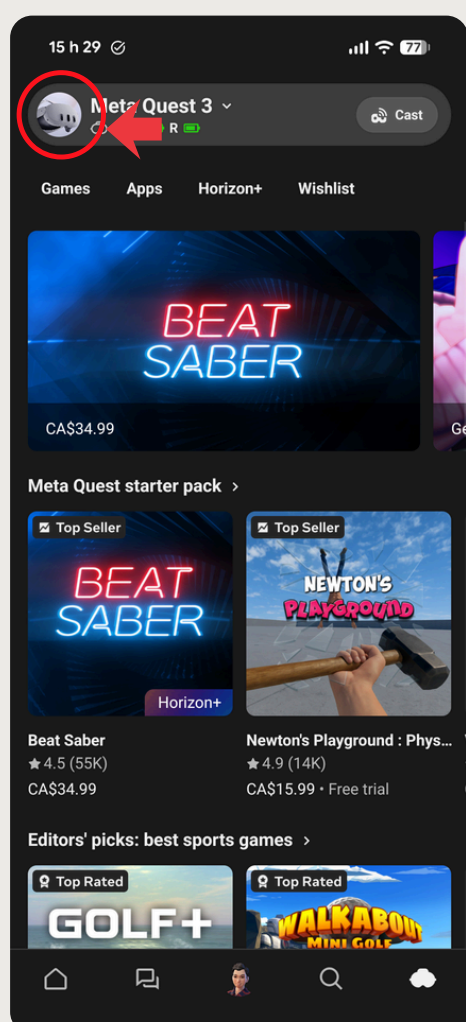 15 h 29
77
Meta Quest 3
R
Cast
Games Apps Horizon+ Wishlist
BEAT
SABER
CA$34.99
Ge
Meta Quest starter pack
Top Seller
BEAT
SABER
Horizon+
Beat Saber
4.5 (55K)
CA$34.99
Top Seller
NEWTON'S
PLAYGROUND
Newton's Playground : Phys...
4.9 (14K)
CA$15.99 • Free trial
Editors' picks: best sports games
Top Rated
GOLF+
Top Rated
WALKABOUT
MINI GOLF